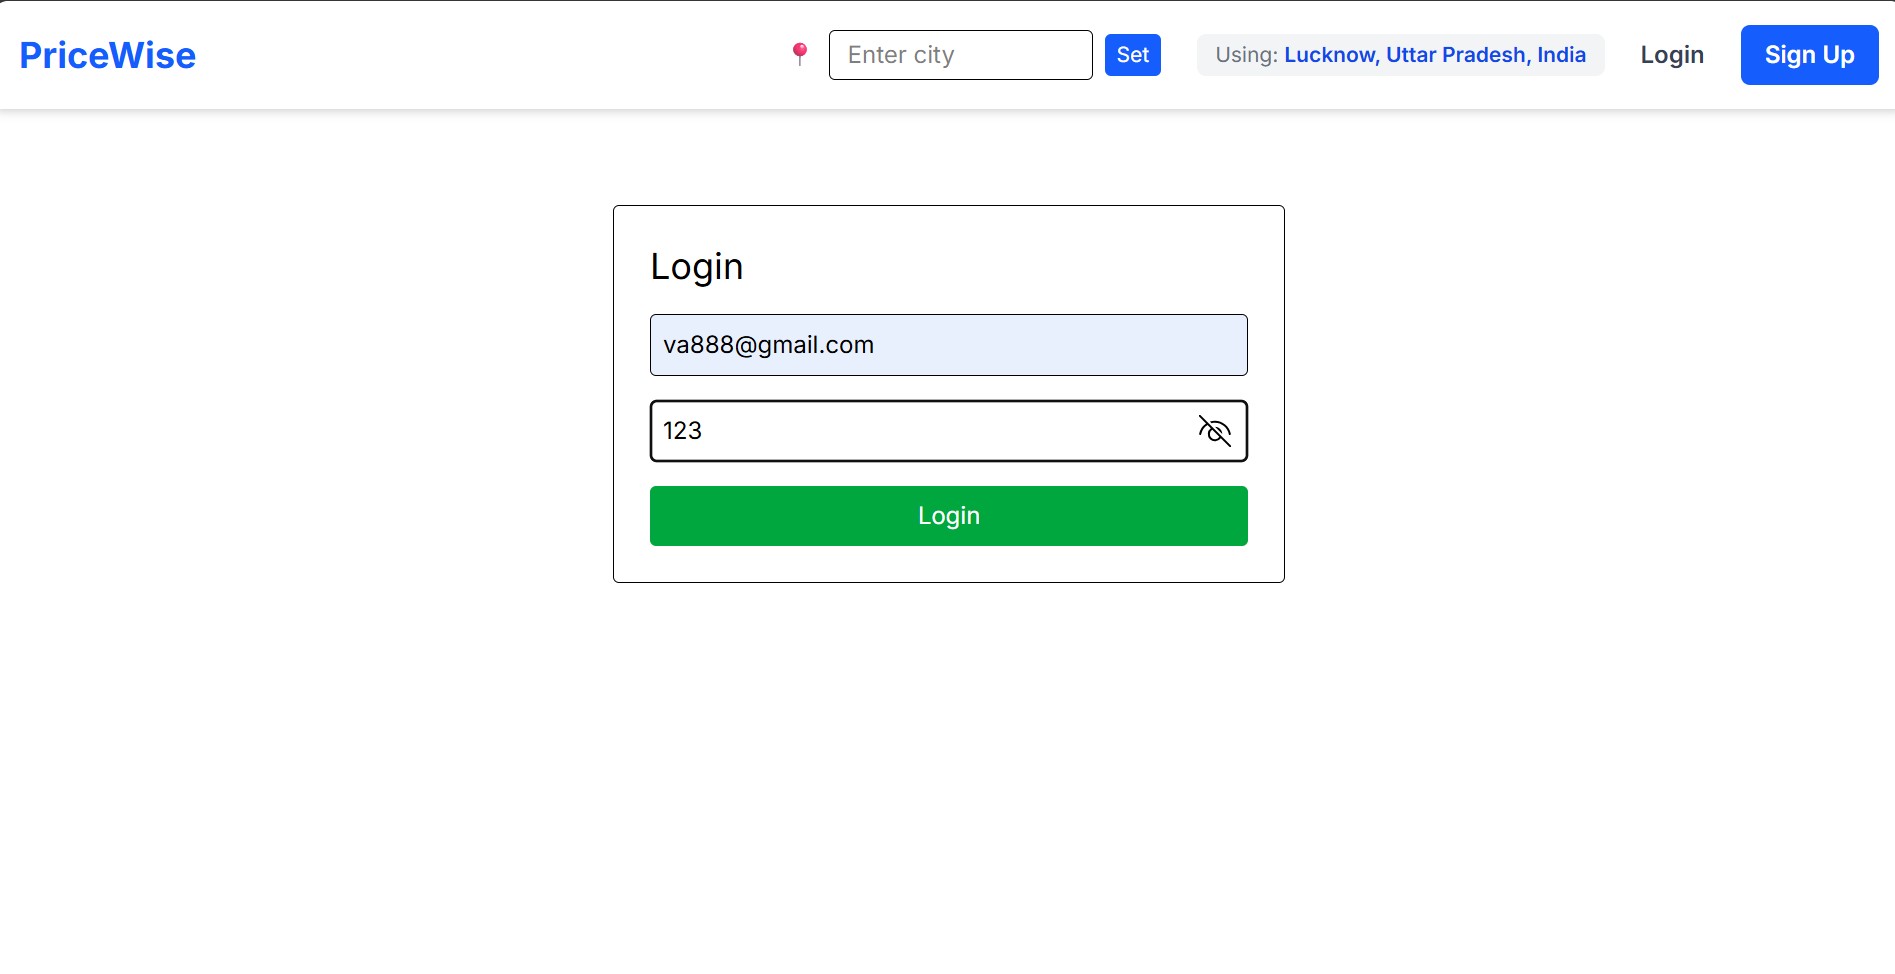 PriceWise
Enter city
Set
Using: Lucknow, Uttar Pradesh, India
Login
Sign Up
Login
va888@gmail.com
123
Login